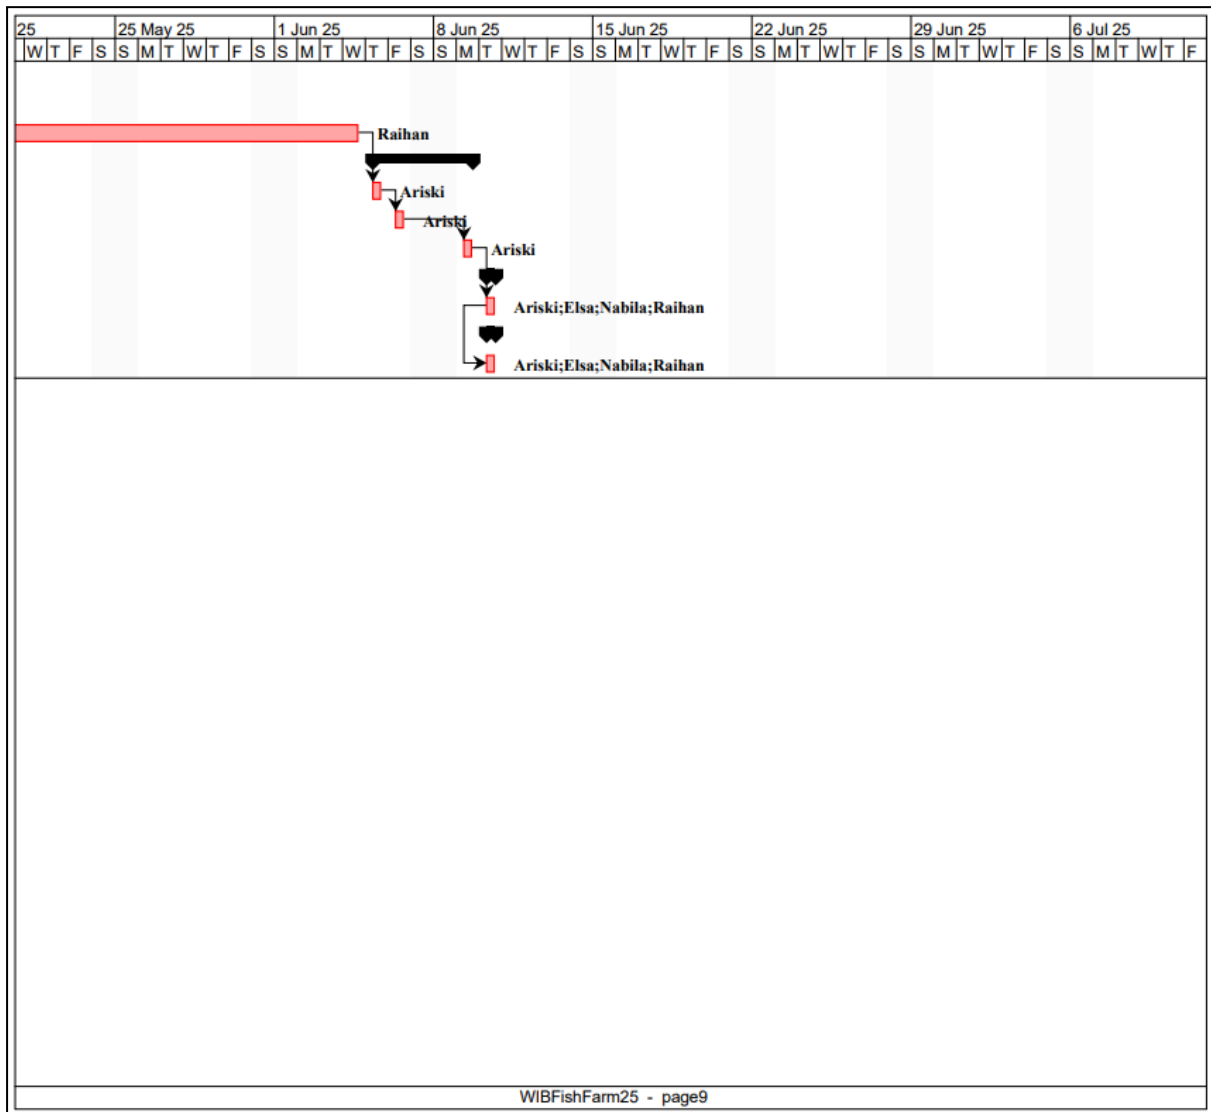 25 25 May 25 1 Jun 25 8 Jun 25 15 Jun 25 22 Jun 25 29 Jun 25 6 Jul 25
W T F S S M T W T F S S M T W T F S S M T W T F S S M T W T F S S M T W T F S S M T W T F S S M T W T F
Raihan
Ariski
Ariski
Ariski
Ariski;Elsa;Nabila;Raihan
Ariski;Elsa;Nabila;Raihan
WIBFishFarm25 - page9